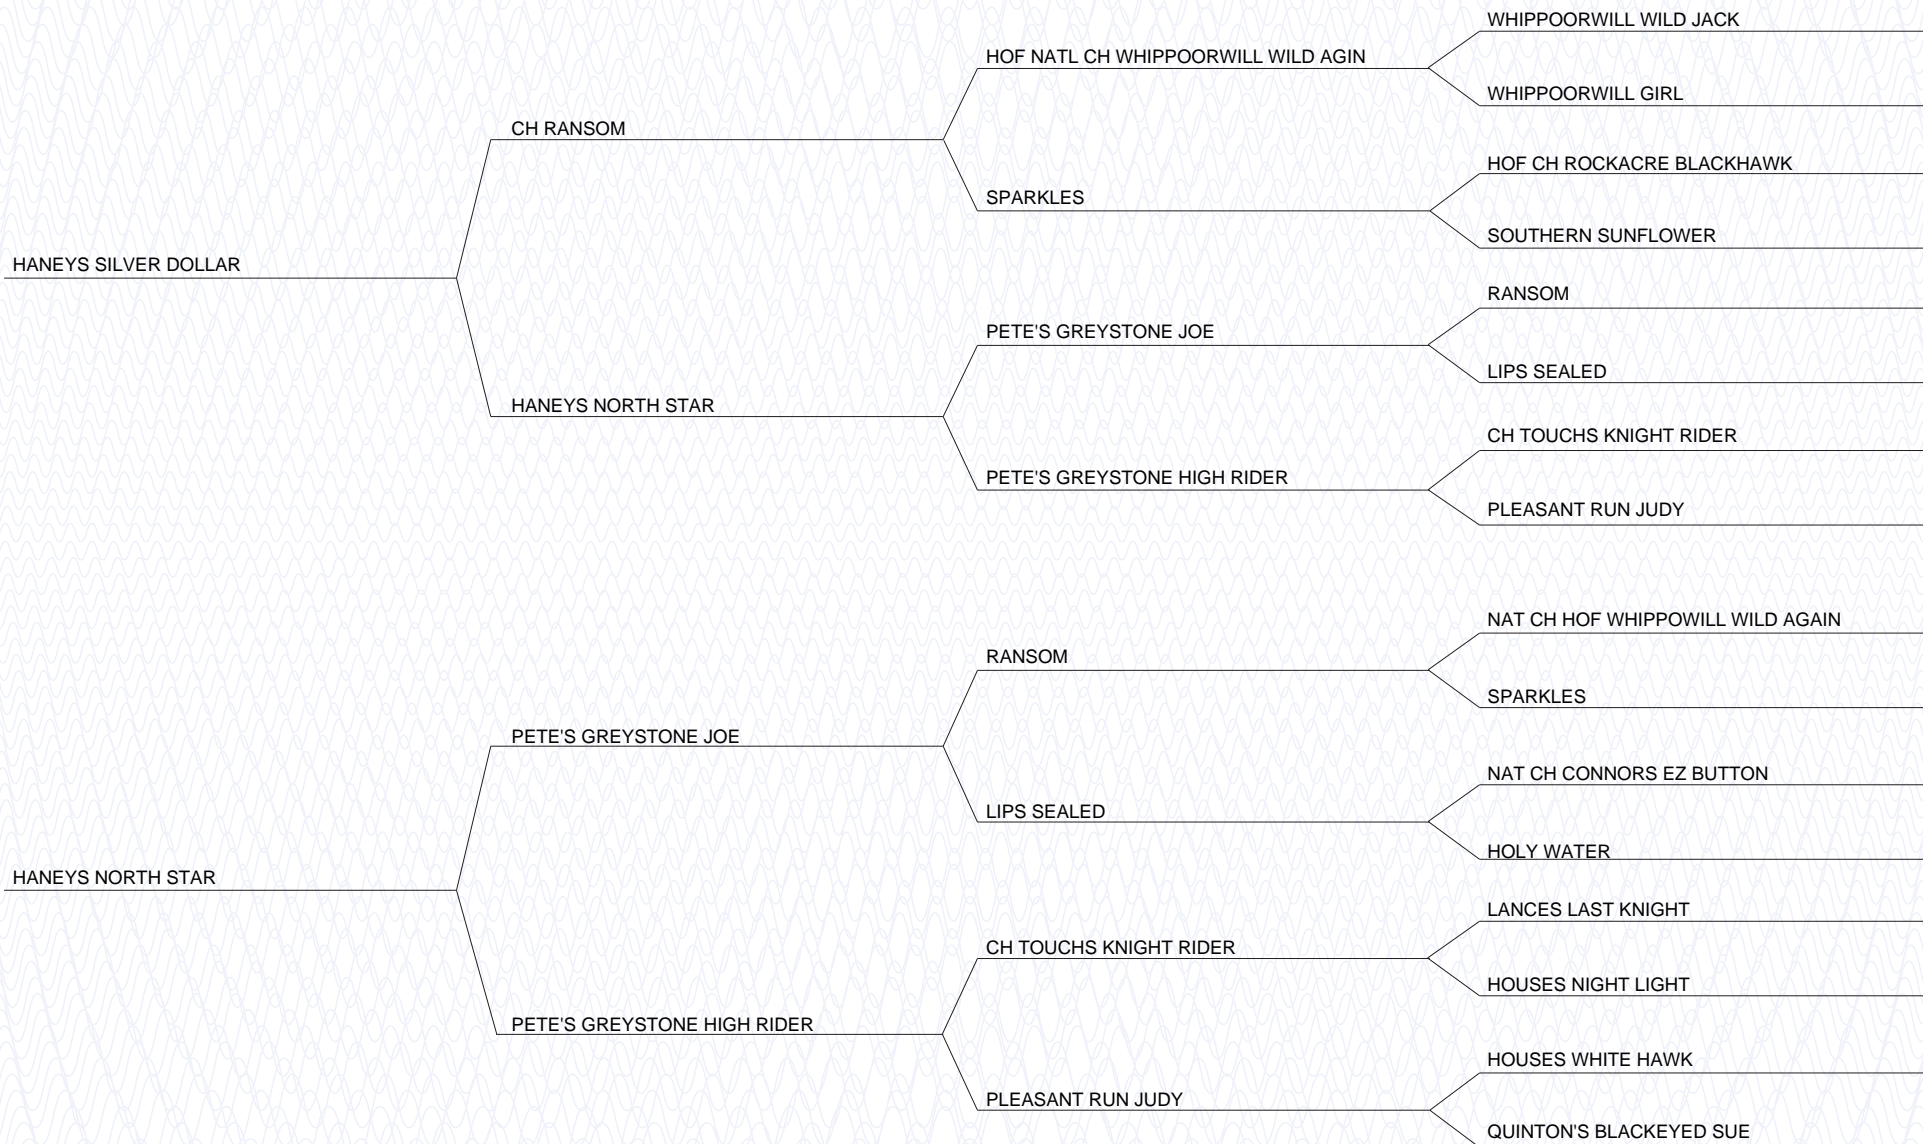 WHIPPOORWILL WILD JACK
HOF NATL CH WHIPPOORWILL WILD AGIN
WHIPPOORWILL GIRL
CH RANSOM
HOF CH ROCKACRE BLACKHAWK
SPARKLES
SOUTHERN SUNFLOWER
HANEYS SILVER DOLLAR
RANSOM
PETE'S GREYSTONE JOE
LIPS SEALED
HANEYS NORTH STAR
CH TOUCHS KNIGHT RIDER
PETE'S GREYSTONE HIGH RIDER
PLEASANT RUN JUDY
NAT CH HOF WHIPPOWILL WILD AGAIN
RANSOM
SPARKLES
PETE'S GREYSTONE JOE
NAT CH CONNORS EZ BUTTON
LIPS SEALED
HOLY WATER
HANEYS NORTH STAR
LANCES LAST KNIGHT
CH TOUCHS KNIGHT RIDER
HOUSES NIGHT LIGHT
PETE'S GREYSTONE HIGH RIDER
HOUSES WHITE HAWK
PLEASANT RUN JUDY
QUINTON'S BLACKEYED SUE